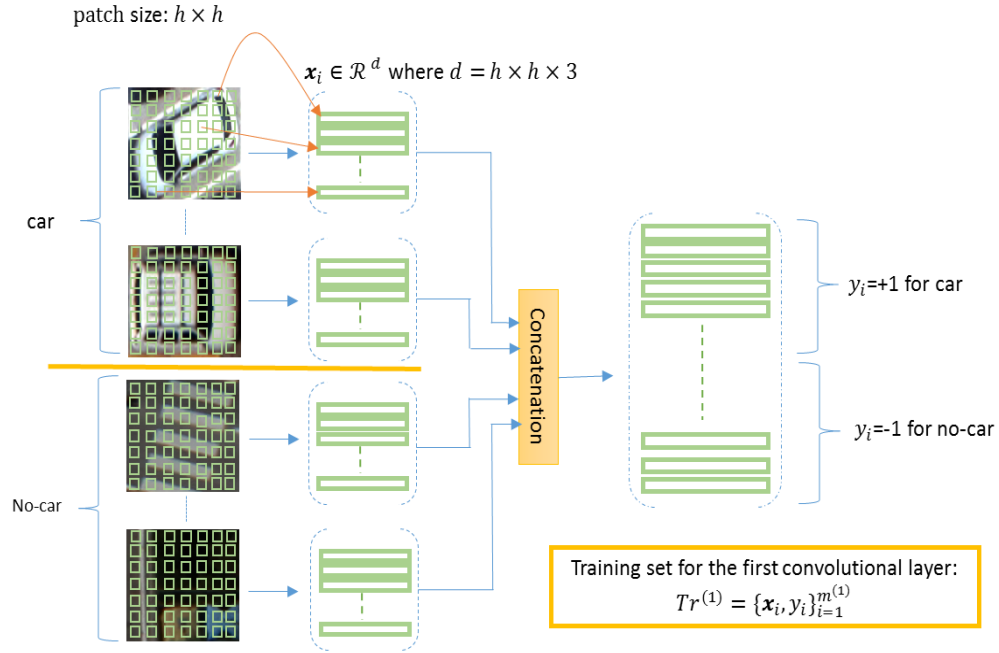 patch size: h × h
𝒙ᵢ ∈ ℛ ᵈ where d = h × h × 3
car
No-car
Concatenation
yᵢ=+1 for car
yᵢ=-1 for no-car
Training set for the first convolutional layer:
Tr⁽¹⁾ = {𝒙ᵢ, yᵢ}ᵢ₌₁^{m⁽¹⁾}